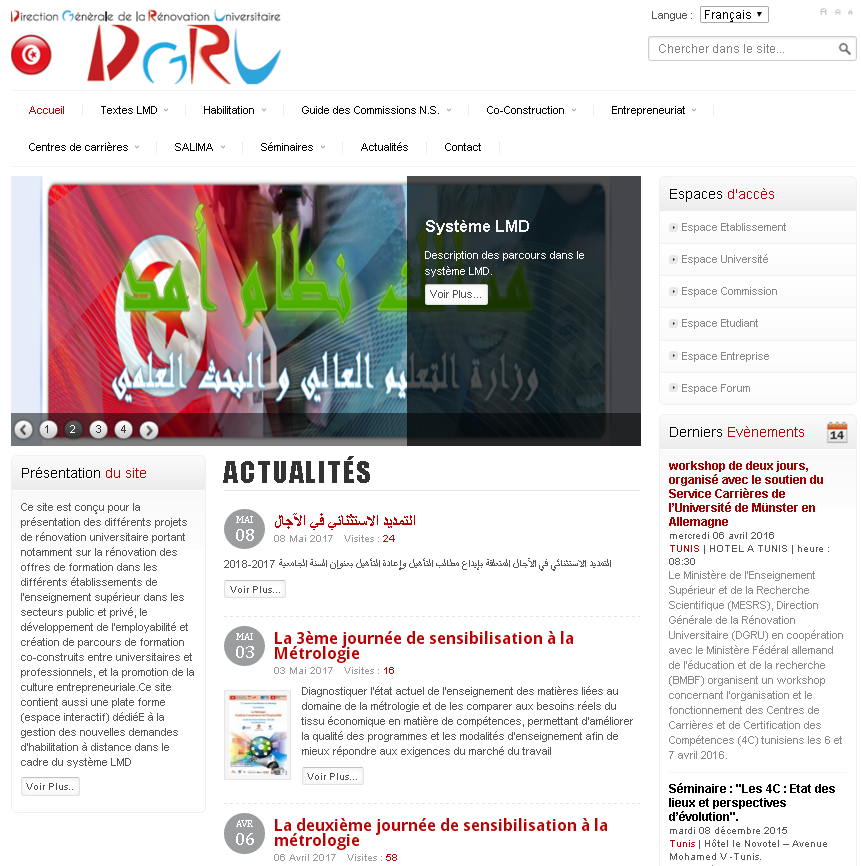 Direction Générale de la Rénovation Universitaire
DGRU
Langue : Français
A A A
Chercher dans le site...
Accueil
Textes LMD
Habilitation
Guide des Commissions N.S.
Co-Construction
Entrepreneuriat
Centres de carrières
SALIMA
Séminaires
Actualités
Contact
نظام أمد
وزارة التعليم العالي والبحث العلمي
Système LMD
Description des parcours dans le
système LMD.
Voir Plus...
1 2 3 4
Espaces d'accès
Espace Etablissement
Espace Université
Espace Commission
Espace Etudiant
Espace Entreprise
Espace Forum
Présentation du site
Ce site est conçu pour la
présentation des différents projets
de rénovation universitaire portant
notamment sur la rénovation des
offres de formation dans les
différents établissements de
l'enseignement supérieur dans les
secteurs public et privé, le
développement de l'employabilité et
création de parcours de formation
co-construits entre universitaires et
professionnels, et la promotion de la
culture entrepreneuriale.Ce site
contient aussi une plate forme
(espace interactif) dédiéE à la
gestion des nouvelles demandes
d'habilitation à distance dans le
cadre du système LMD
Voir Plus..
ACTUALITÉS
MAI
08
التمديد الاستثنائي في الآجال
08 Mai 2017 Visites : 24
التمديد الاستثنائي في الآجال المتعلقة بإيداع مطالب التأهيل وإعادة التأهيل بعنوان السنة الجامعية 2017-2018
Voir Plus...
MAI
03
La 3ème journée de sensibilisation à la
Métrologie
03 Mai 2017 Visites : 16
Diagnostiquer l'état actuel de l'enseignement des matières liées au
domaine de la métrologie et de les comparer aux besoins réels du
tissu économique en matière de compétences, permettant d'améliorer
la qualité des programmes et les modalités d'enseignement afin de
mieux répondre aux exigences du marché du travail
Voir Plus...
AVR
06
La deuxième journée de sensibilisation à la
métrologie
06 Avril 2017 Visites : 58
Derniers Evènements
14
workshop de deux jours,
organisé avec le soutien du
Service Carrières de
l'Université de Münster en
Allemagne
mercredi 06 avril 2016
TUNIS | HOTEL A TUNIS | heure :
08:30
Le Ministère de l'Enseignement
Supérieur et de la Recherche
Scientifique (MESRS), Direction
Générale de la Rénovation
Universitaire (DGRU) en coopération
avec le Ministère Fédéral allemand
de l'éducation et de la recherche
(BMBF) organisent un workshop
concernant l'organisation et le
fonctionnement des Centres de
Carrières et de Certification des
Compétences (4C) tunisiens les 6 et
7 avril 2016.
Séminaire : "Les 4C : Etat des
lieux et perspectives
d'évolution".
mardi 08 décembre 2015
Tunis | Hôtel le Novotel – Avenue
Mohamed V -Tunis.